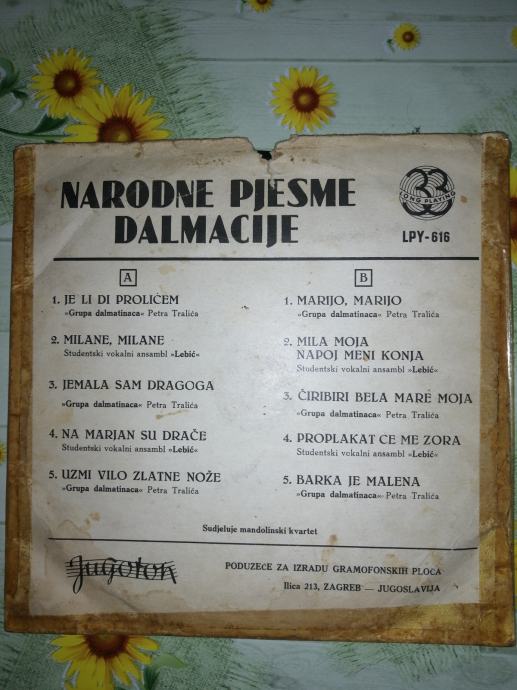 NARODNE PJESME
DALMACIJE
33
LONG PLAYING
LPY-616
A
1. JE LI DI PROLIĆEM
»Grupa dalmatinaca« Petra Tralića
2. MILANE, MILANE
Studentski vokalni ansambl »Lebić«
3. JEMALA SAM DRAGOGA
»Grupa dalmatinaca« Petra Tralića
4. NA MARJAN SU DRAČE
Studentski vokalni ansambl »Lebić«
5. UZMI VILO ZLATNE NOŽE
»Grupa dalmatinaca« Petra Tralića
B
1. MARIJO, MARIJO
»Grupa dalmatinaca« Petra Tralića
2. MILA MOJA
NAPOJ MENI KONJA
Studentski vokalni ansambl »Lebić«
3. ĆIRIBIRI BELA MARE MOJA
»Grupa dalmatinaca« Petra Tralića
4. PROPLAKAT CE ME ZORA
Studentski vokalni ansambl »Lebić«
5. BARKA JE MALENA
»Grupa dalmatinaca« Petra Tralića
Sudjeluje mandolinski kvartet
Jugoton
PODUZECE ZA IZRADU GRAMOFONSKIH PLOCA
Ilica 213, ZAGREB — JUGOSLAVIJA